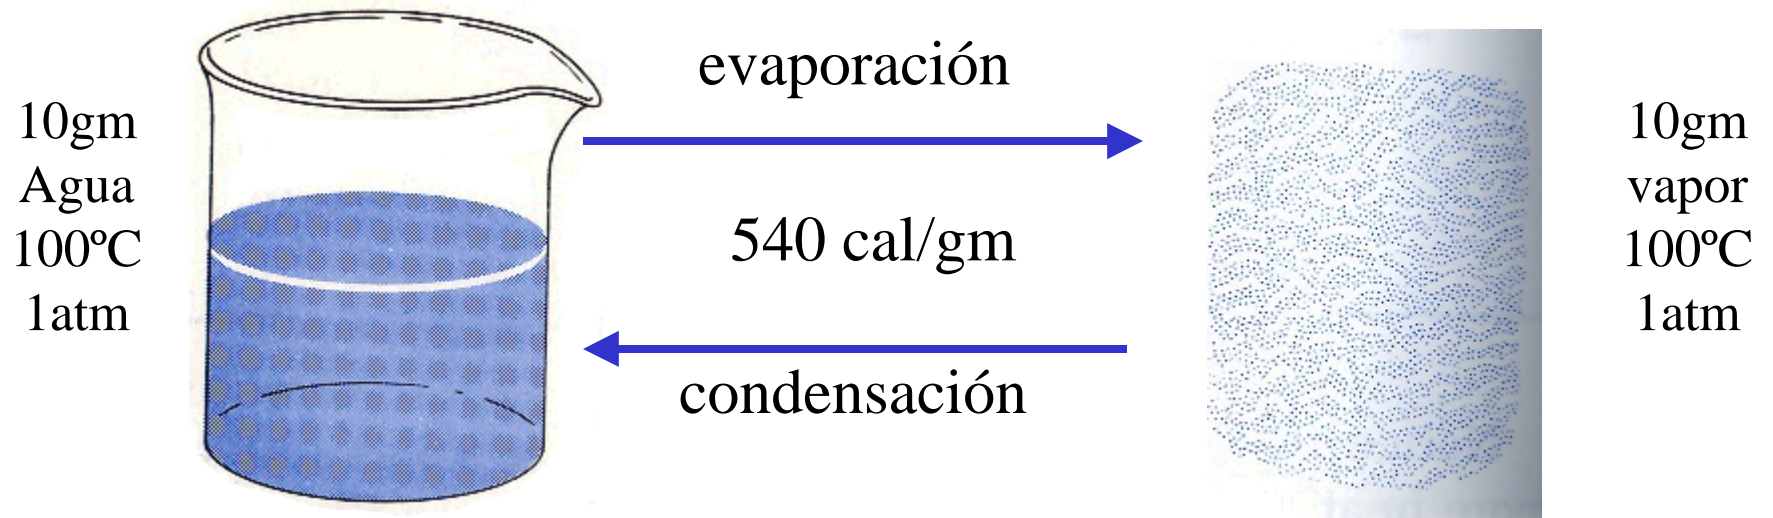 10gm
Agua
100ºC
1atm
evaporación
540 cal/gm
condensación
10gm
vapor
100ºC
1atm